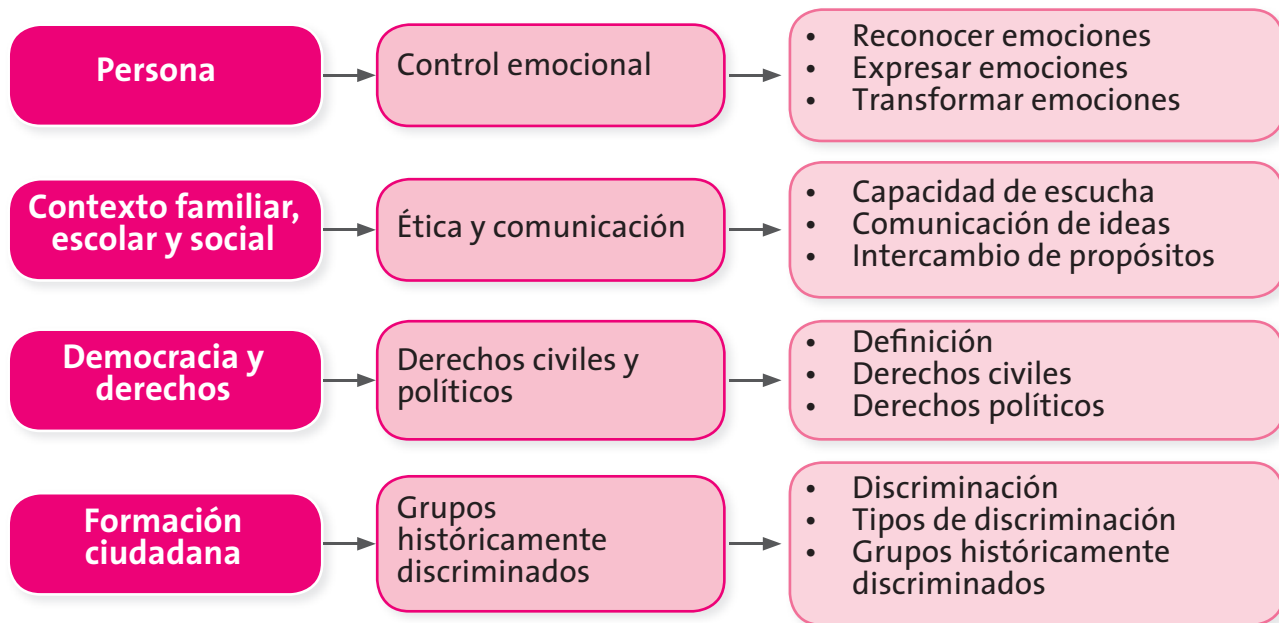 Persona
Control emocional
• Reconocer emociones
• Expresar emociones
• Transformar emociones
Contexto familiar,
escolar y social
Ética y comunicación
• Capacidad de escucha
• Comunicación de ideas
• Intercambio de propósitos
Democracia y
derechos
Derechos civiles y
políticos
• Definición
• Derechos civiles
• Derechos políticos
Formación
ciudadana
Grupos
históricamente
discriminados
• Discriminación
• Tipos de discriminación
• Grupos históricamente
discriminados